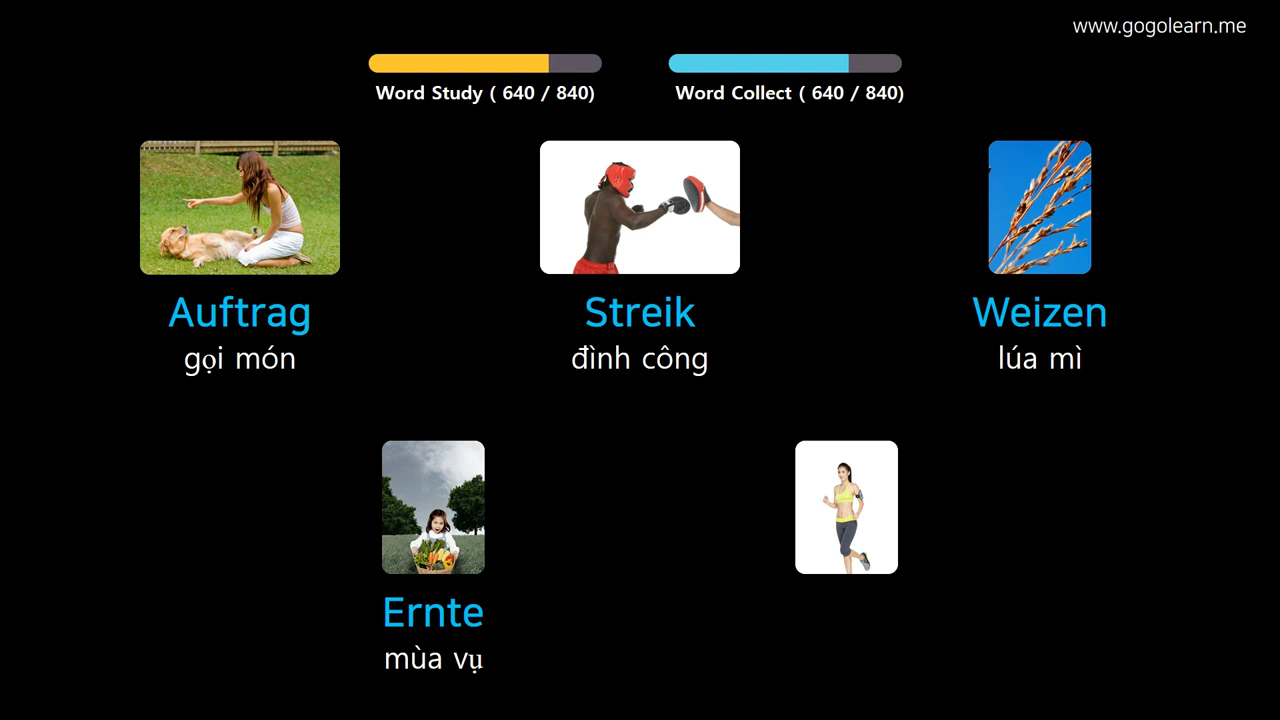 www.gogolearn.me
Word Study ( 640 / 840)
Word Collect ( 640 / 840)
Auftrag
gọi món
Streik
đình công
Weizen
lúa mì
Ernte
mùa vụ